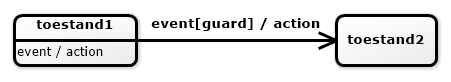 toestand1
event / action
event[guard] / action
toestand2